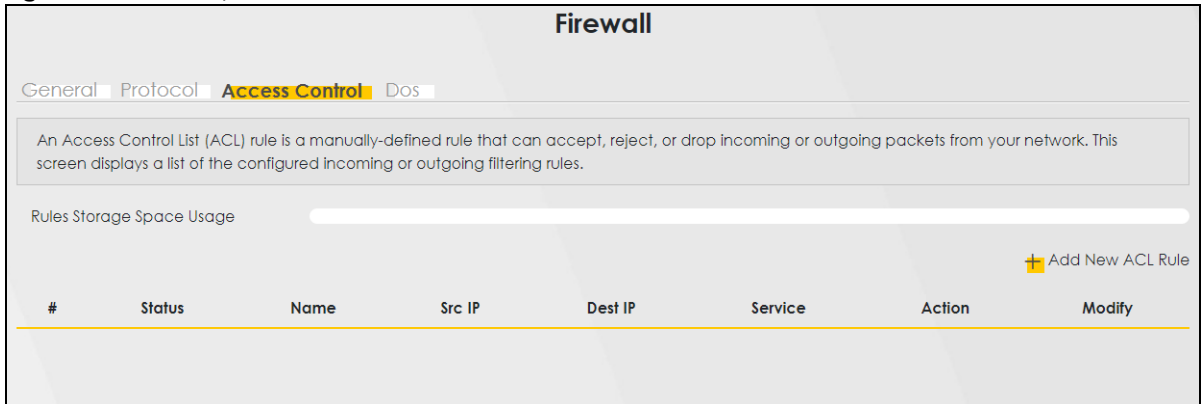 Firewall
General Protocol Access Control Dos
An Access Control List (ACL) rule is a manually-defined rule that can accept, reject, or drop incoming or outgoing packets from your network. This
screen displays a list of the configured incoming or outgoing filtering rules.
Rules Storage Space Usage
+ Add New ACL Rule
# Status Name Src IP Dest IP Service Action Modify